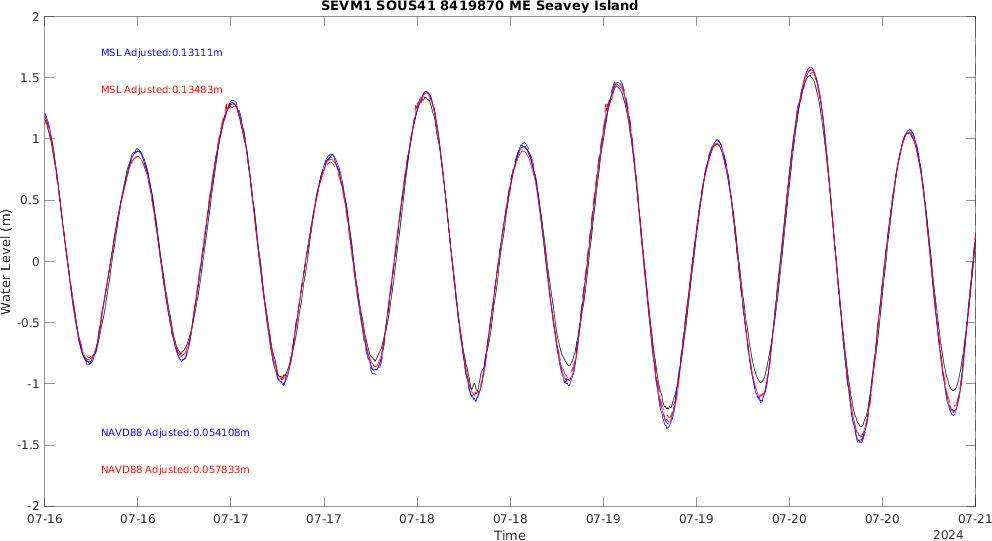 SEVM1 SOUS41 8419870 ME Seavey Island
2
1.5
1
0.5
0
-0.5
-1
-1.5
-2
Water Level (m)
MSL Adjusted:0.13111m
MSL Adjusted:0.13483m
NAVD88 Adjusted:0.054108m
NAVD88 Adjusted:0.057833m
07-16 07-16 07-17 07-17 07-18 07-18 07-19 07-19 07-20 07-20 07-21
Time
2024